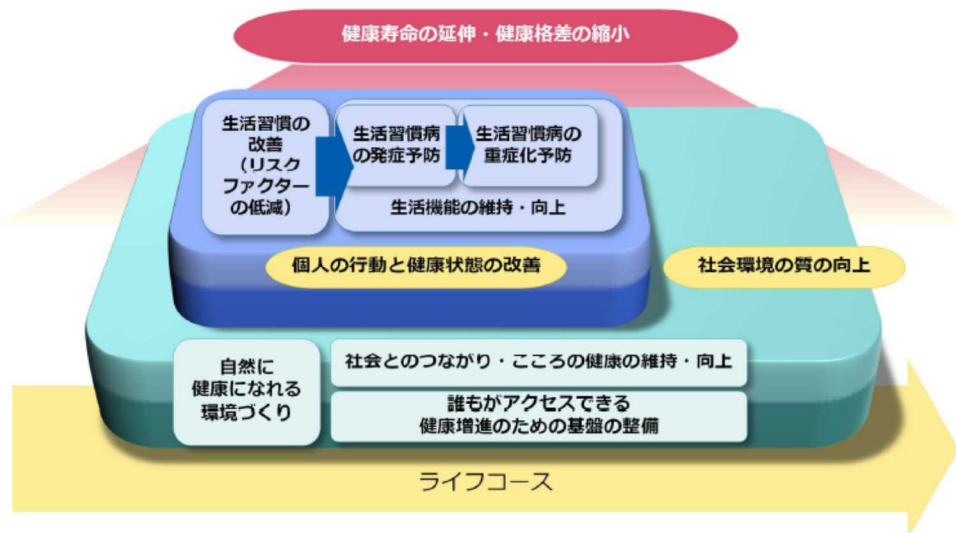 健康寿命の延伸・健康格差の縮小
生活習慣の
改善
（リスク
ファクター
の低減）
生活習慣病
の発症予防
生活習慣病の
重症化予防
生活機能の維持・向上
個人の行動と健康状態の改善
社会環境の質の向上
自然に
健康になれる
環境づくり
社会とのつながり・こころの健康の維持・向上
誰もがアクセスできる
健康増進のための基盤の整備
ライフコース